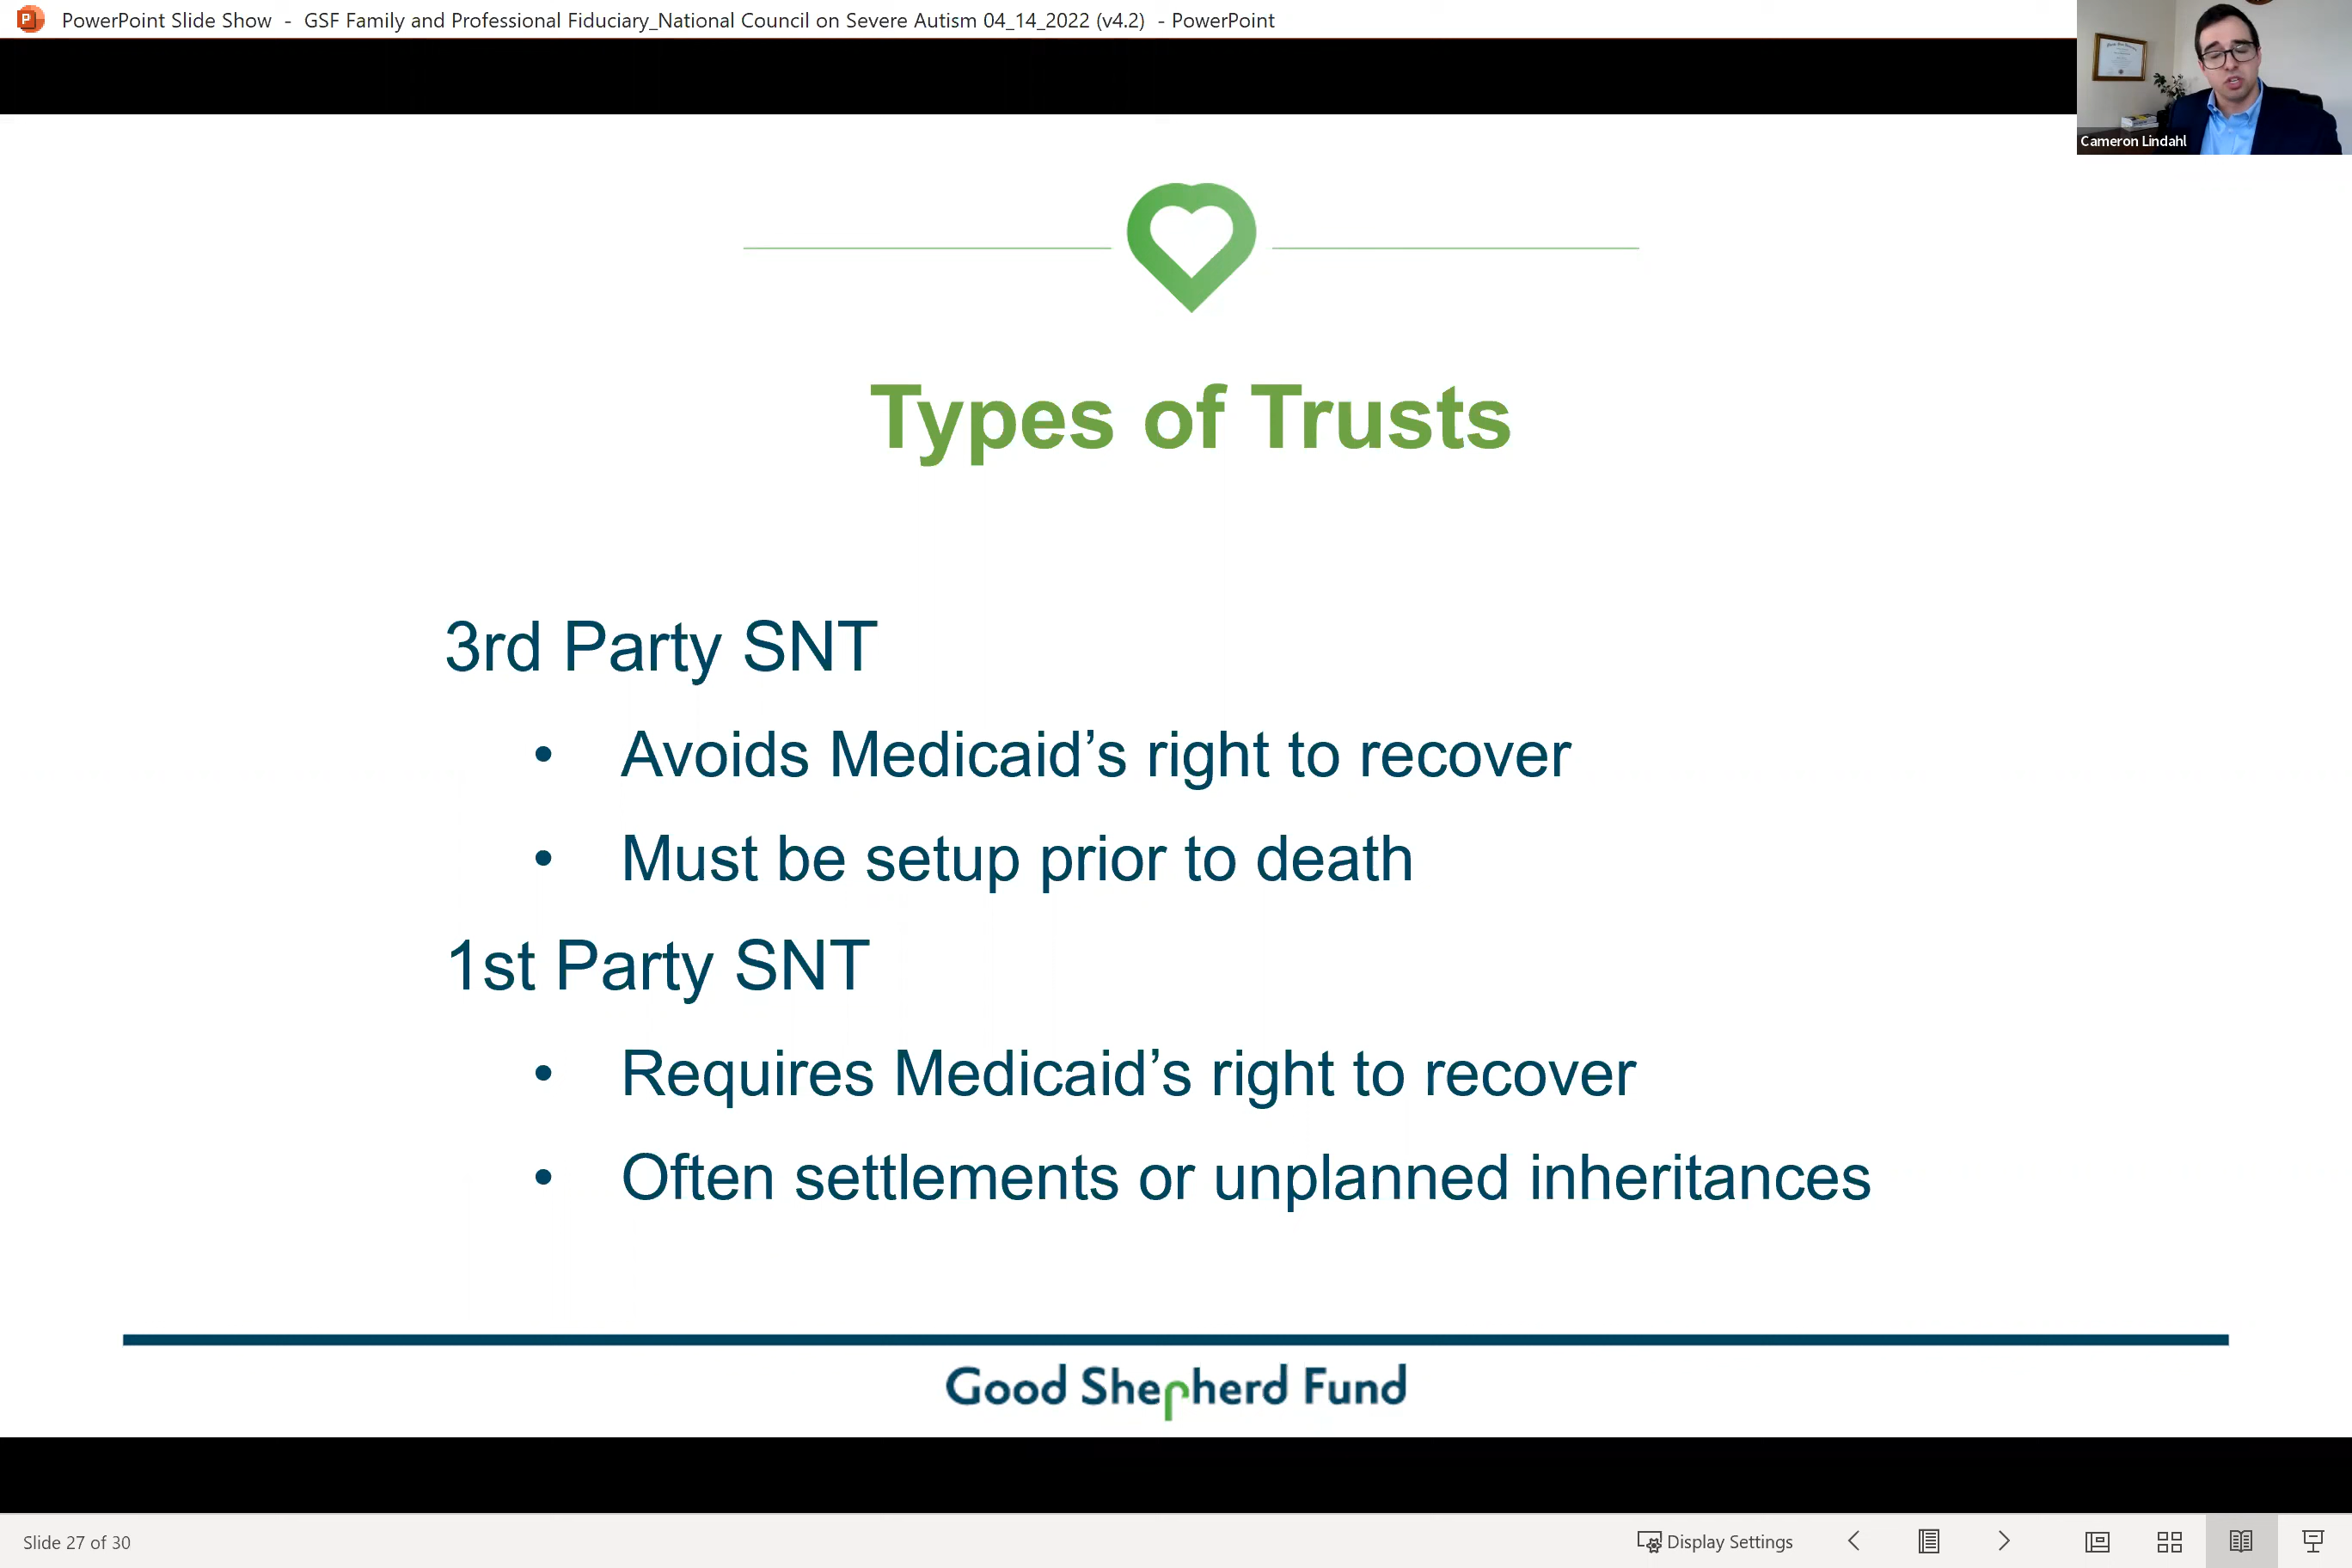 PowerPoint Slide Show - GSF Family and Professional Fiduciary_National Council on Severe Autism 04_14_2022 (v4.2) - PowerPoint
Cameron Lindahl
Types of Trusts
3rd Party SNT
• Avoids Medicaid’s right to recover
• Must be setup prior to death
1st Party SNT
• Requires Medicaid’s right to recover
• Often settlements or unplanned inheritances
Good Shepherd Fund
Slide 27 of 30
Display Settings